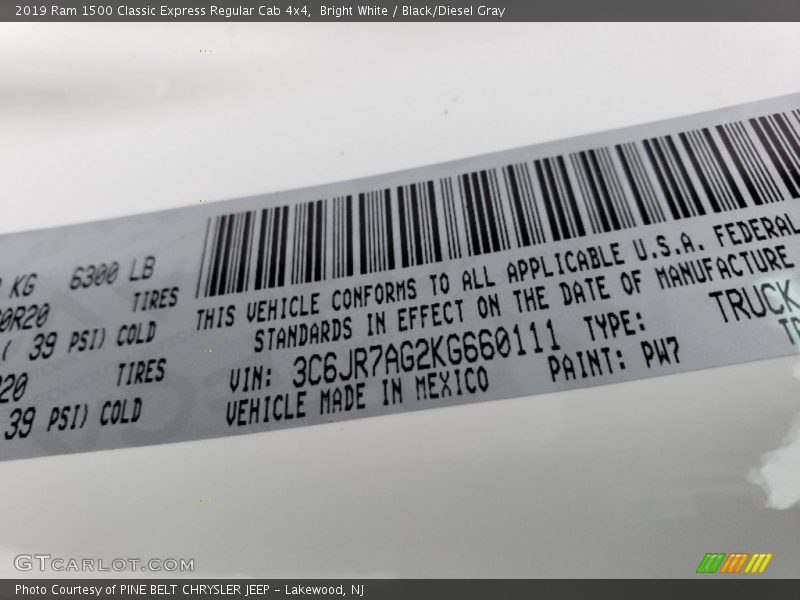 2019 Ram 1500 Classic Express Regular Cab 4x4, Bright White / Black/Diesel Gray
KG 6300 LB
0R20 TIRES
( 39 PSI) COLD
R20 TIRES
39 PSI) COLD
THIS VEHICLE CONFORMS TO ALL APPLICABLE U.S.A. FEDERAL
STANDARDS IN EFFECT ON THE DATE OF MANUFACTURE
VIN: 3C6JR7AG2KG660111 TYPE: TRUCK
VEHICLE MADE IN MEXICO PAINT: PW7
GTCARLOT.COM
Photo Courtesy of PINE BELT CHRYSLER JEEP - Lakewood, NJ